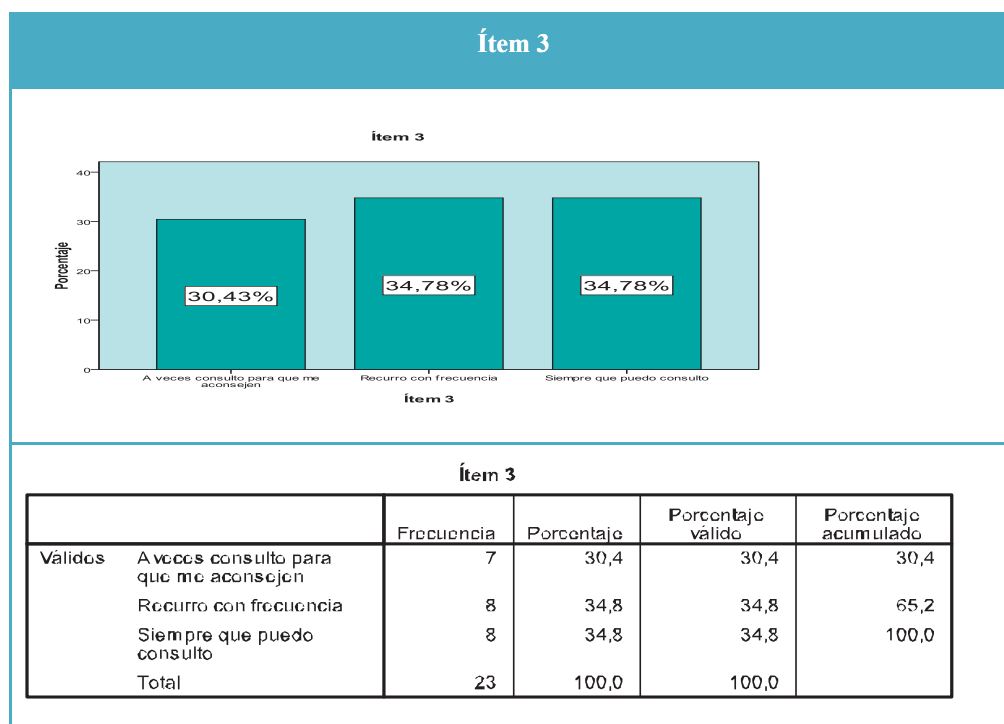 Ítem 3
Ítem 3
Porcentaje
40
30
20
10
0
30,43%
34,78%
34,78%
A veces consulto para que me
aconsejen
Recurro con frecuencia
Siempre que puedo consulto
Ítem 3
Ítem 3
Frecuencia
Porcentaje
Porcentaje
válido
Porcentaje
acumulado
Válidos A veces consulto para
que me aconsejen
7 30,4 30,4 30,4
Recurro con frecuencia 8 34,8 34,8 65,2
Siempre que puedo
consulto
8 34,8 34,8 100,0
Total 23 100,0 100,0